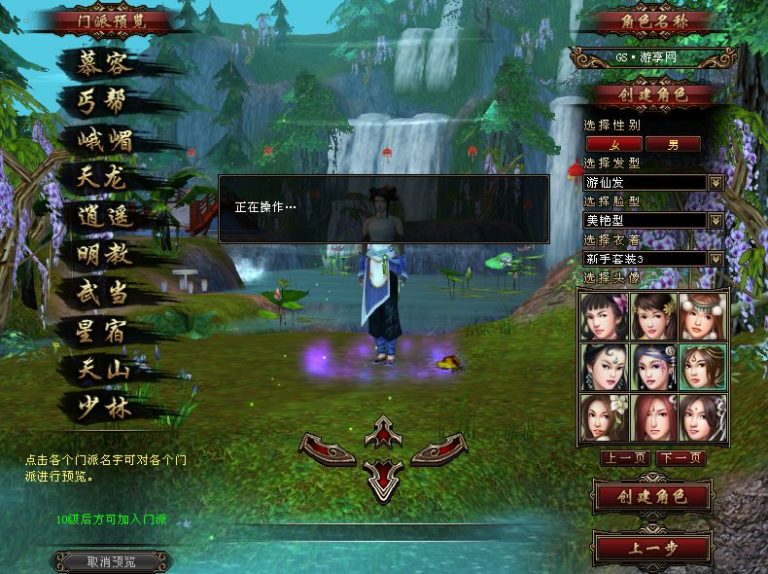 门派预览
慕容
丐帮
峨嵋
天龙
逍遥
明教
武当
星宿
天山
少林
点击各个门派名字可对各个门
派进行预览。
10级后方可加入门派
取消预览
正在操作…
角色名称
GS·游享网
创建角色
选择性别
女 男
选择发型
游仙发
选择脸型
美艳型
选择衣着
新手套装3
选择头像
上一页 下一页
创建角色
上一步